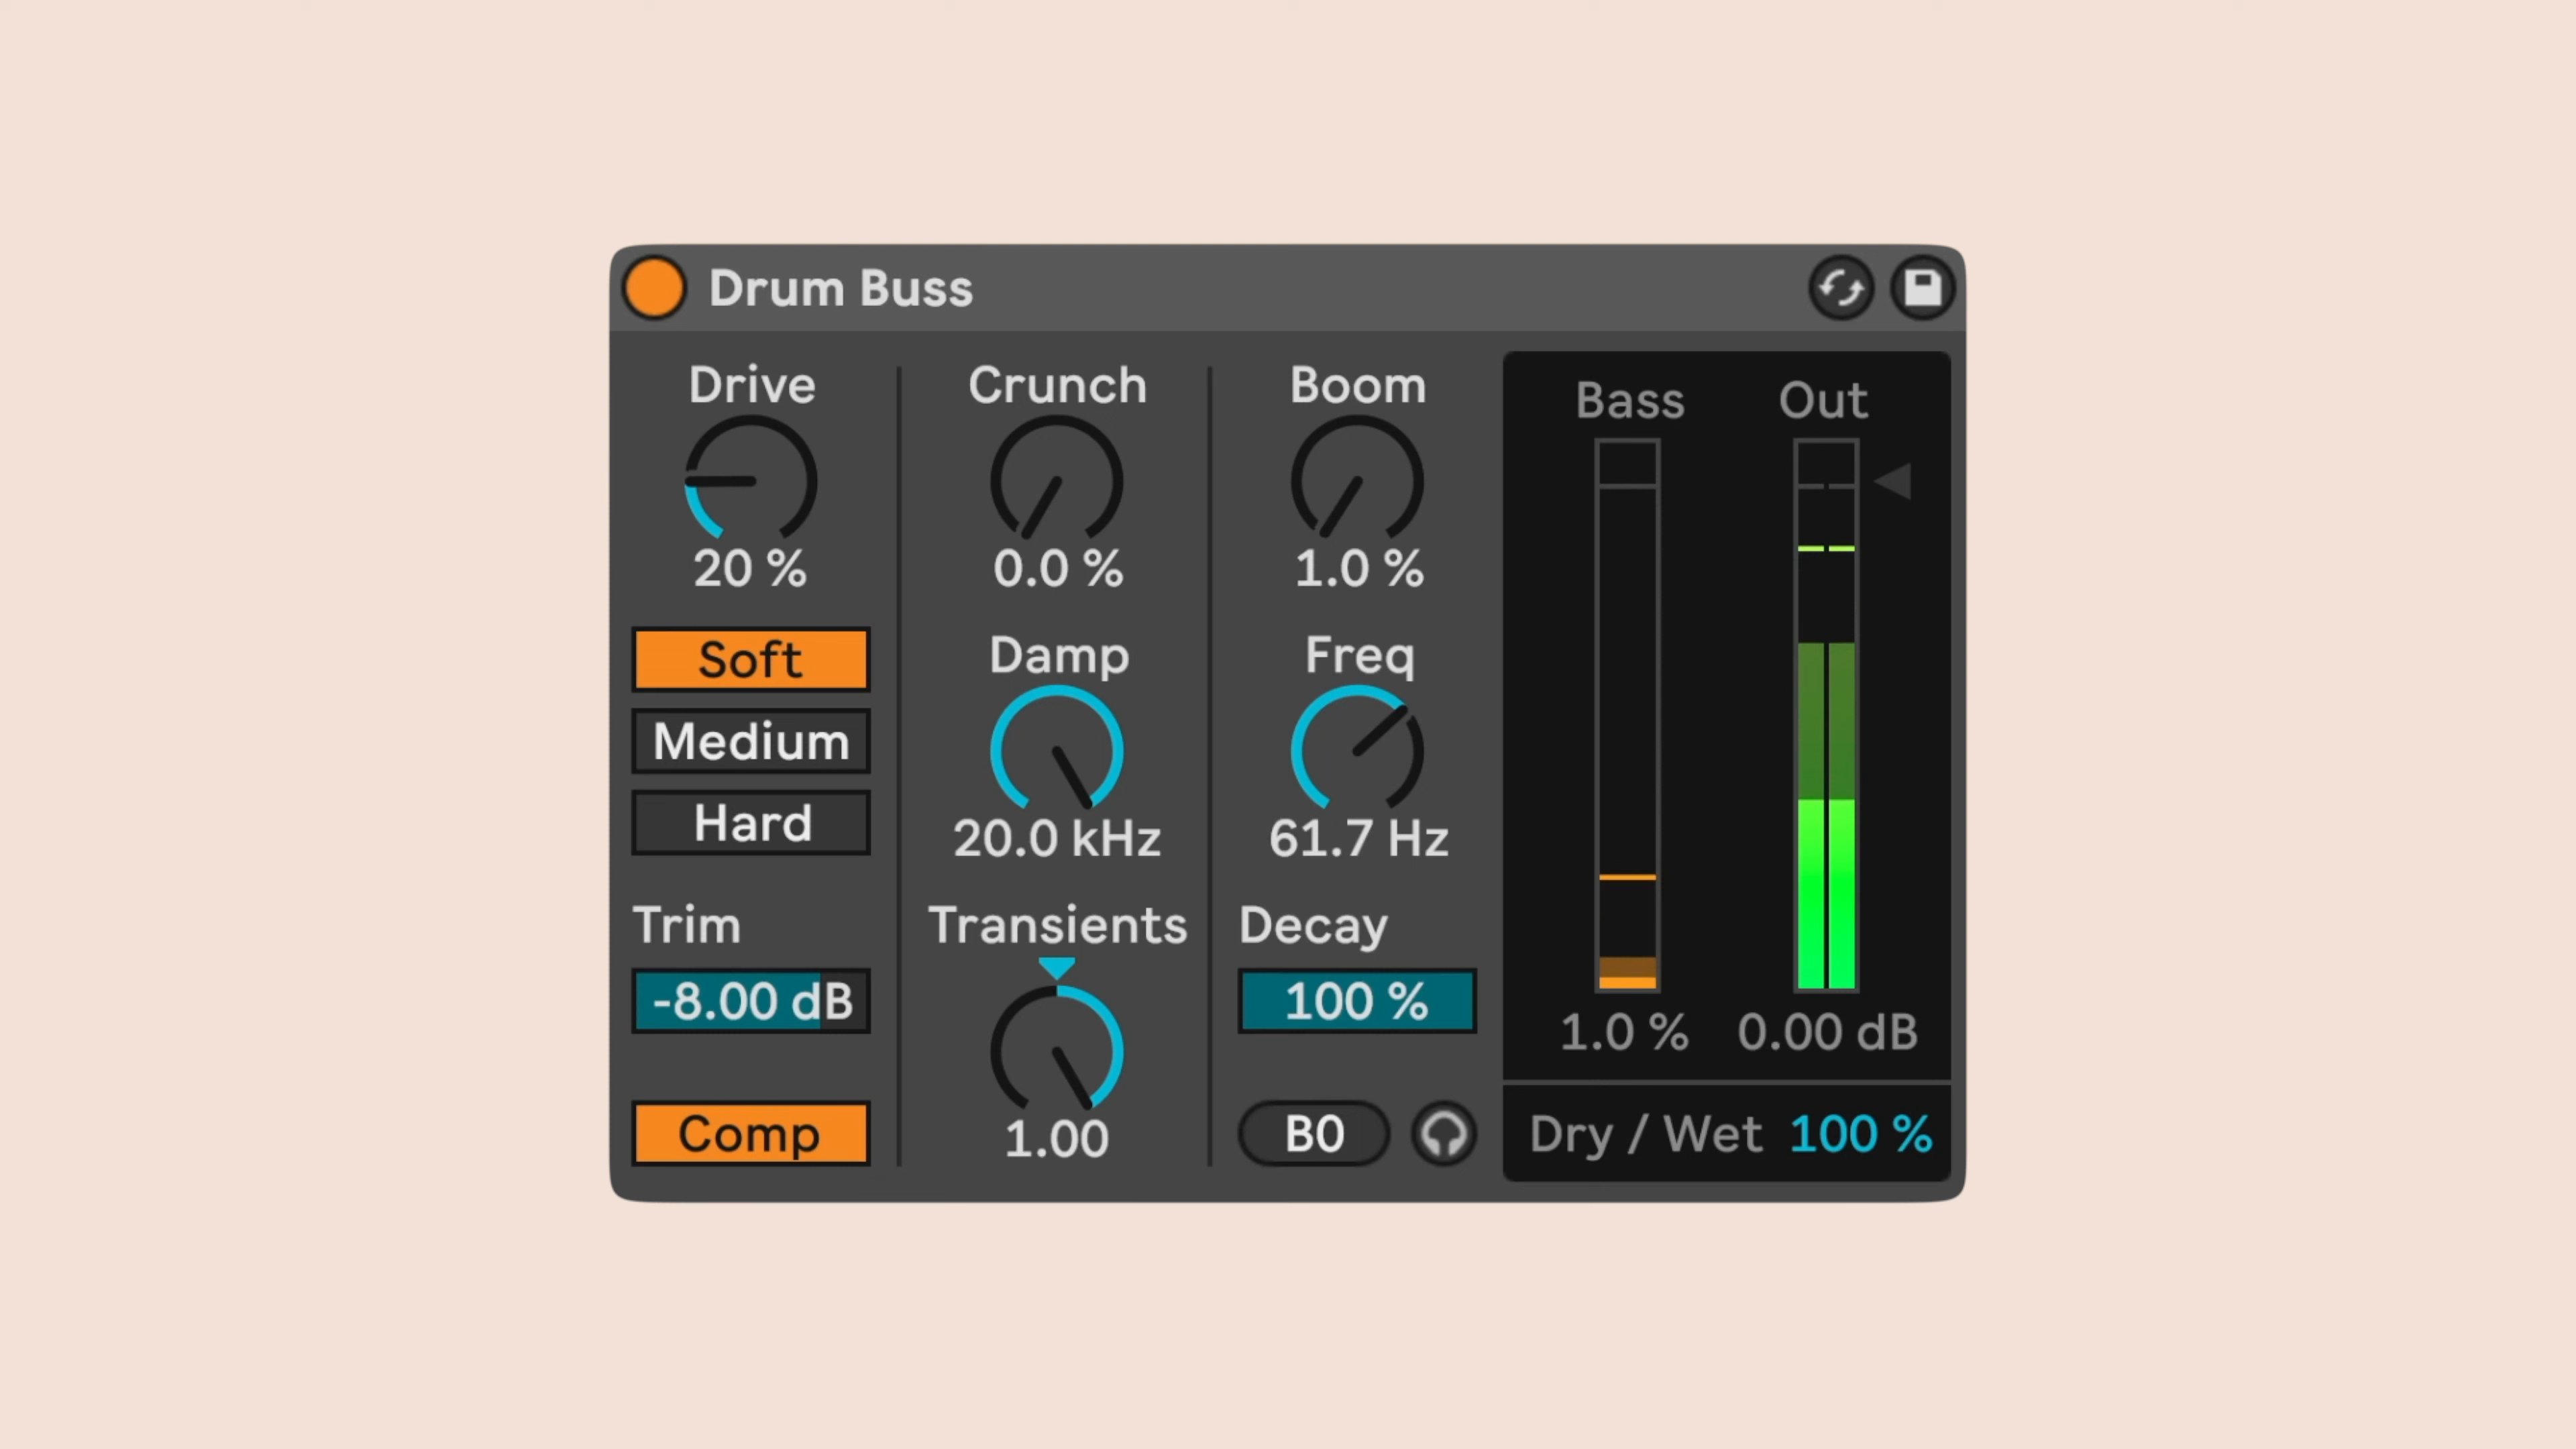 Drum Buss
Drive
20 %
Soft
Medium
Hard
Trim
-8.00 dB
Comp
Crunch
0.0 %
Damp
20.0 kHz
Transients
1.00
Boom
1.0 %
Freq
61.7 Hz
Decay
100 %
B0
Bass
1.0 %
Out
0.00 dB
Dry / Wet 100 %